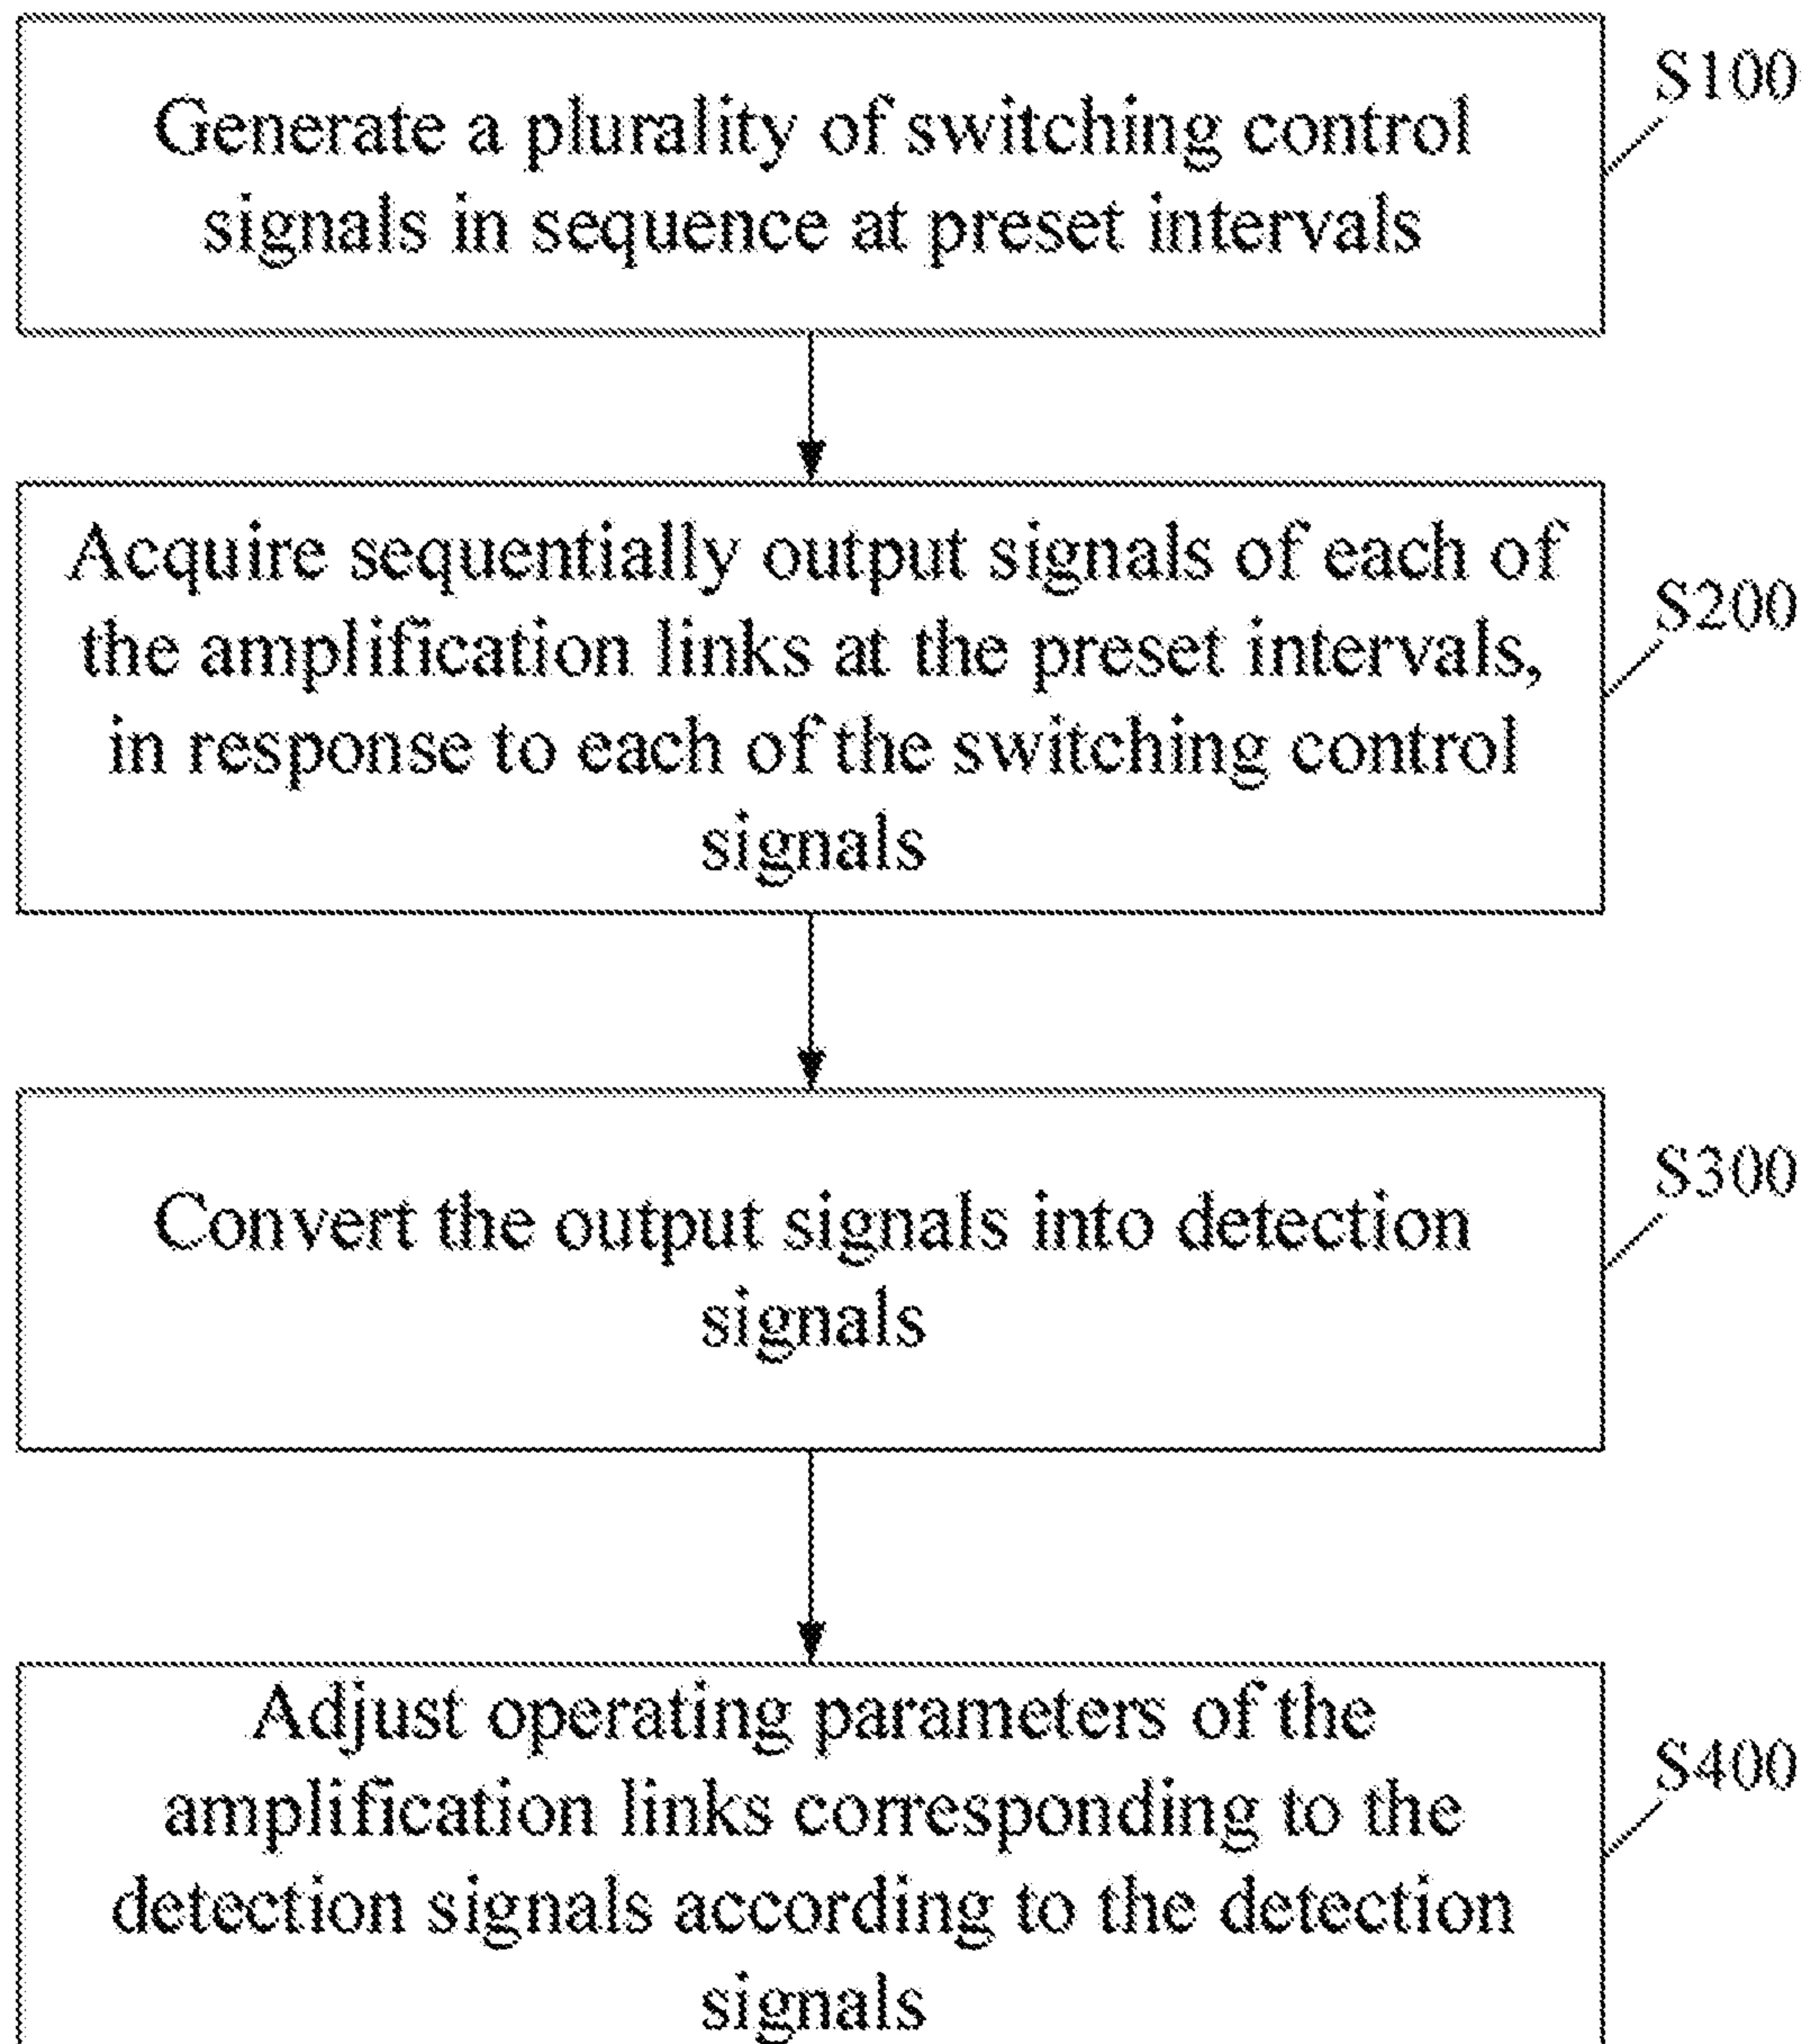 Generate a plurality of switching control
signals in sequence at preset intervals
S100
Acquire sequentially output signals of each of
the amplification links at the preset intervals,
in response to each of the switching control
signals
S200
Convert the output signals into detection
signals
S300
Adjust operating parameters of the
amplification links corresponding to the
detection signals according to the detection
signals
S400